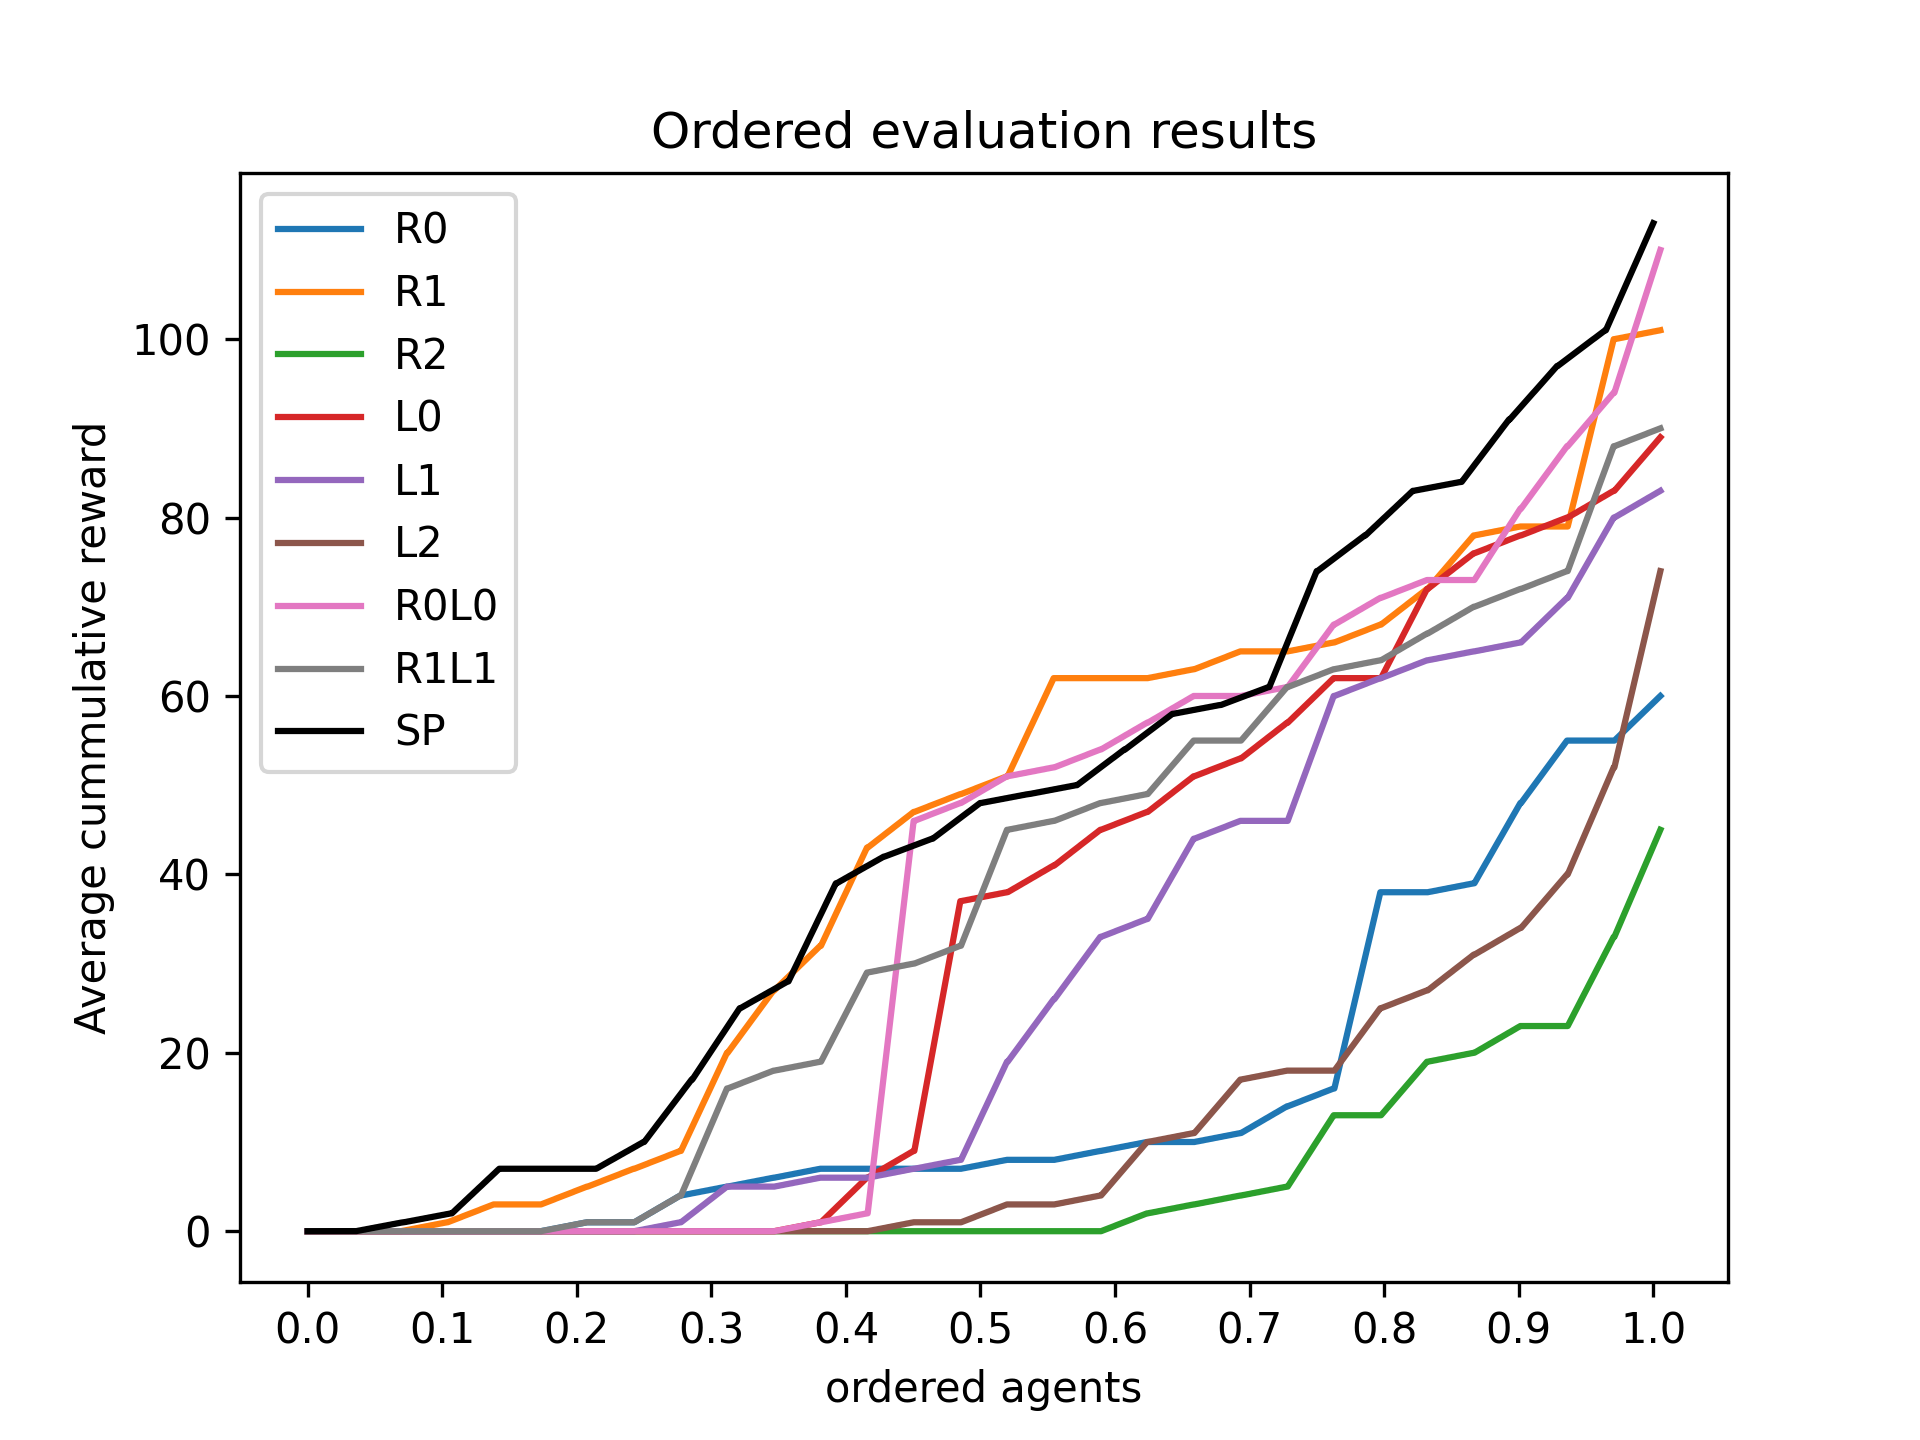 Ordered evaluation results
R0
R1
R2
L0
L1
L2
R0L0
R1L1
SP
Average cummulative reward
100
80
60
40
20
0
0.0 0.1 0.2 0.3 0.4 0.5 0.6 0.7 0.8 0.9 1.0
ordered agents